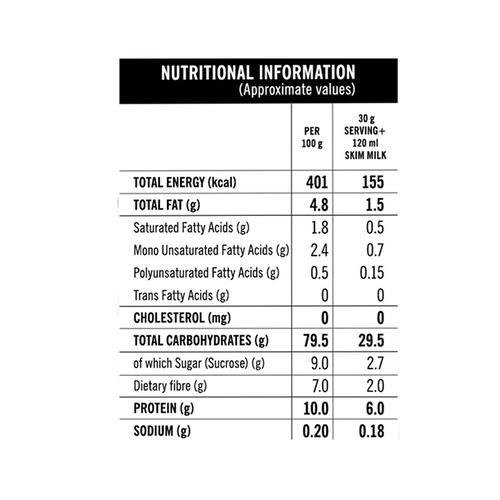 NUTRITIONAL INFORMATION
(Approximate values)
PER 100 g
30 g SERVING+ 120 ml SKIM MILK
TOTAL ENERGY (kcal) 401 155
TOTAL FAT (g) 4.8 1.5
Saturated Fatty Acids (g) 1.8 0.5
Mono Unsaturated Fatty Acids (g) 2.4 0.7
Polyunsaturated Fatty Acids (g) 0.5 0.15
Trans Fatty Acids (g) 0 0
CHOLESTEROL (mg) 0 0
TOTAL CARBOHYDRATES (g) 79.5 29.5
of which Sugar (Sucrose) (g) 9.0 2.7
Dietary fibre (g) 7.0 2.0
PROTEIN (g) 10.0 6.0
SODIUM (g) 0.20 0.18